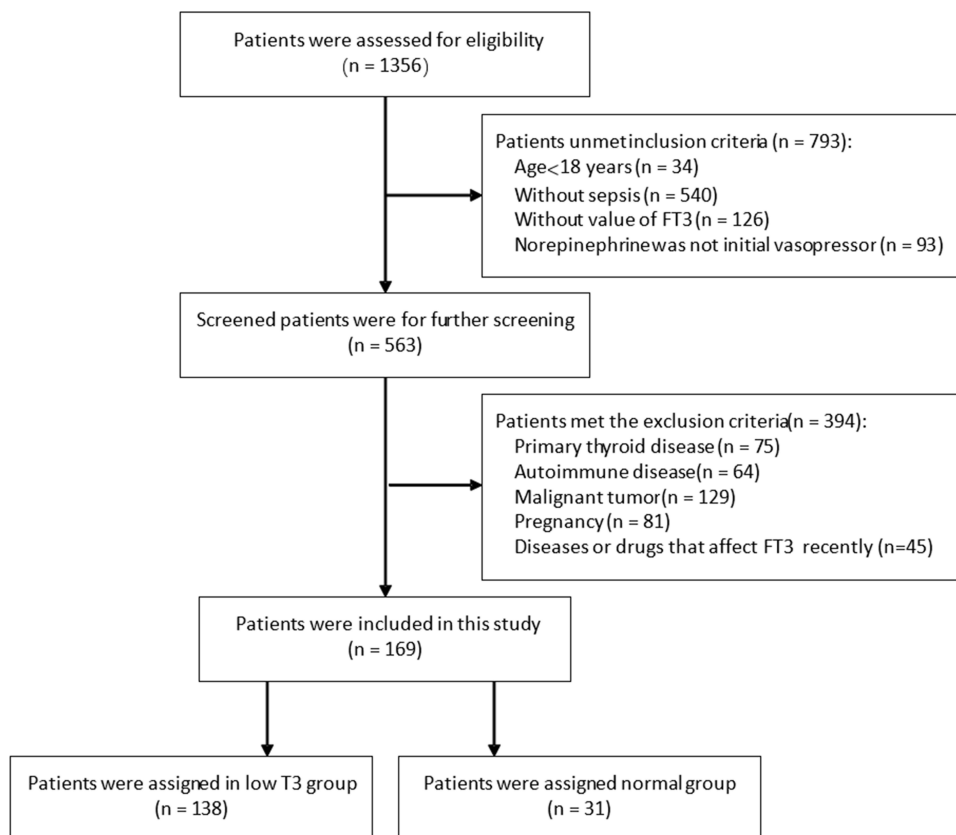 Patients were assessed for eligibility
(n = 1356)
Patients unmet inclusion criteria (n = 793):
Age<18 years (n = 34)
Without sepsis (n = 540)
Without value of FT3 (n = 126)
Norepinephrine was not initial vasopressor (n = 93)
Screened patients were for further screening
(n = 563)
Patients met the exclusion criteria(n = 394):
Primary thyroid disease (n = 75)
Autoimmune disease(n = 64)
Malignant tumor(n = 129)
Pregnancy (n = 81)
Diseases or drugs that affect FT3 recently (n=45)
Patients were included in this study
(n = 169)
Patients were assigned in low T3 group
(n = 138)
Patients were assigned normal group
(n = 31)